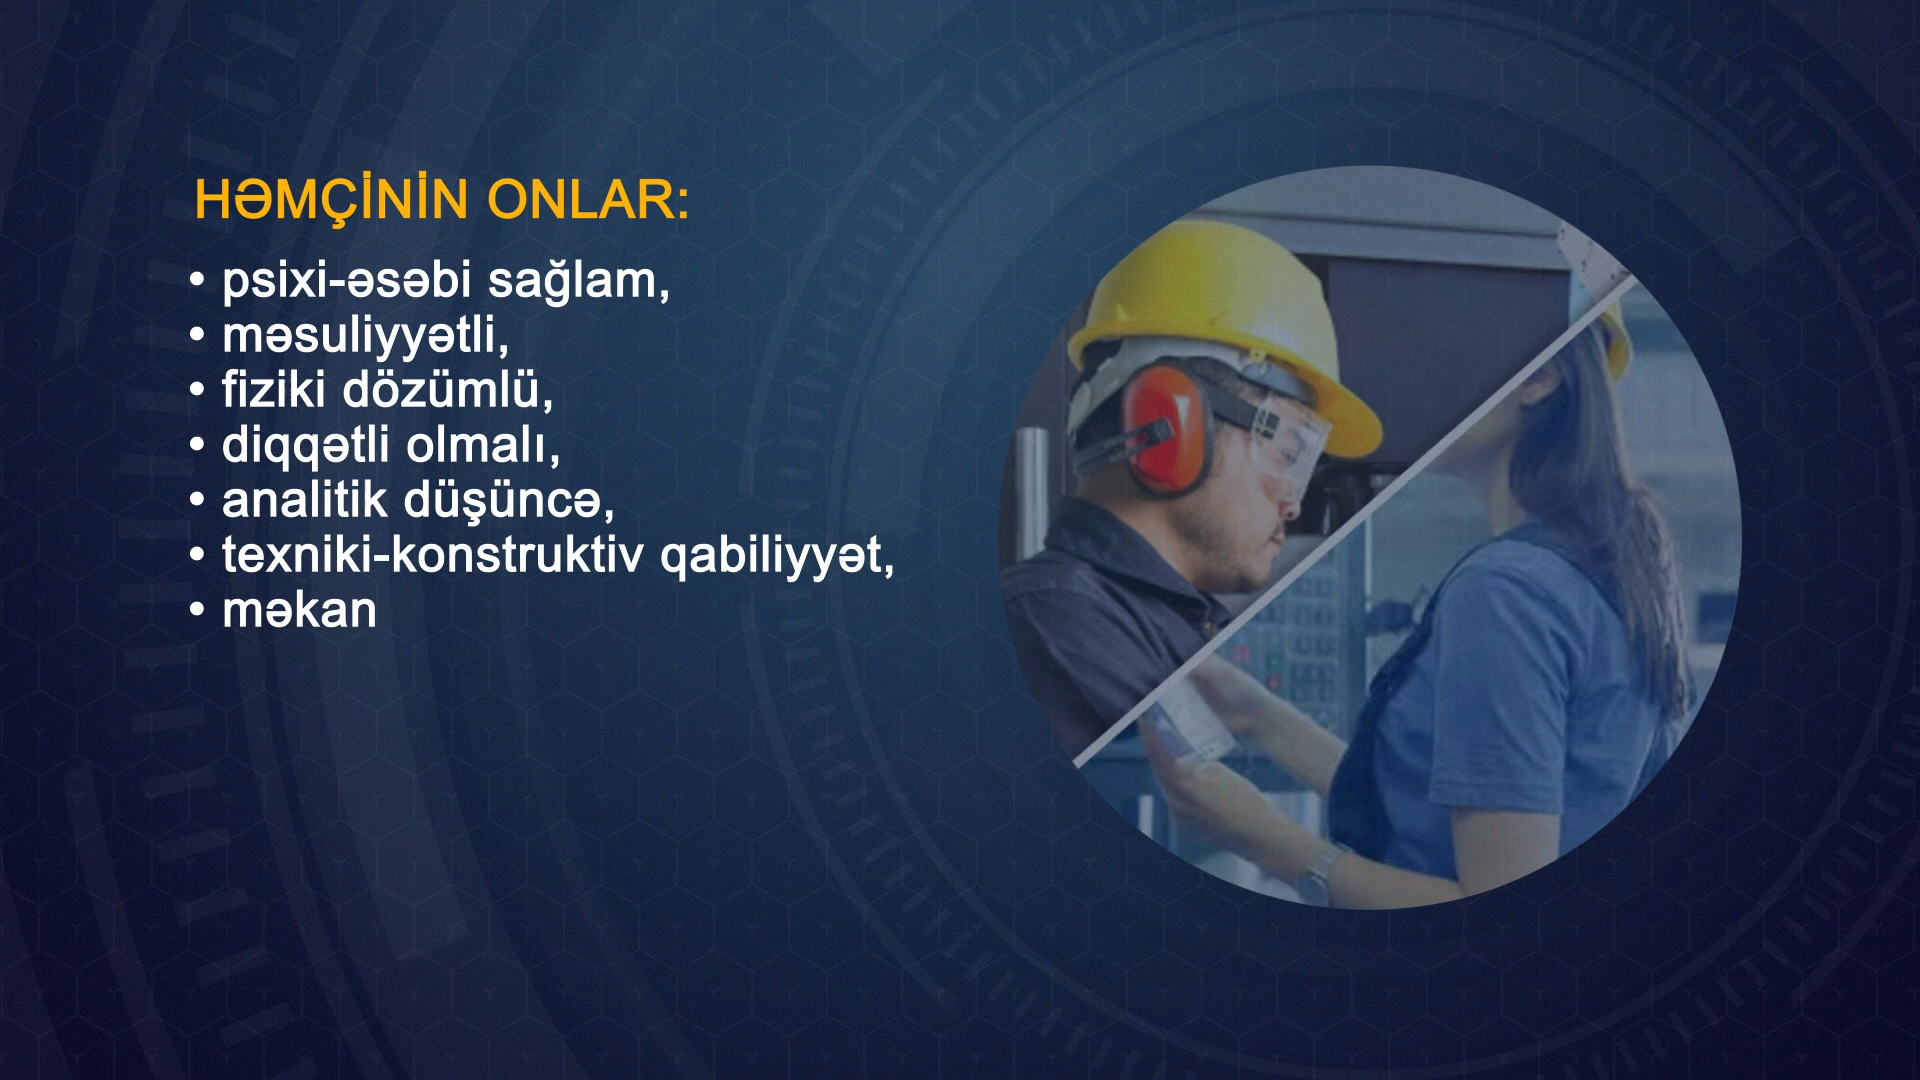 HƏMÇİNİN ONLAR:
• psixi-əsəbi sağlam,
• məsuliyyətli,
• fiziki dözümlü,
• diqqətli olmalı,
• analitik düşüncə,
• texniki-konstruktiv qabiliyyət,
• məkan